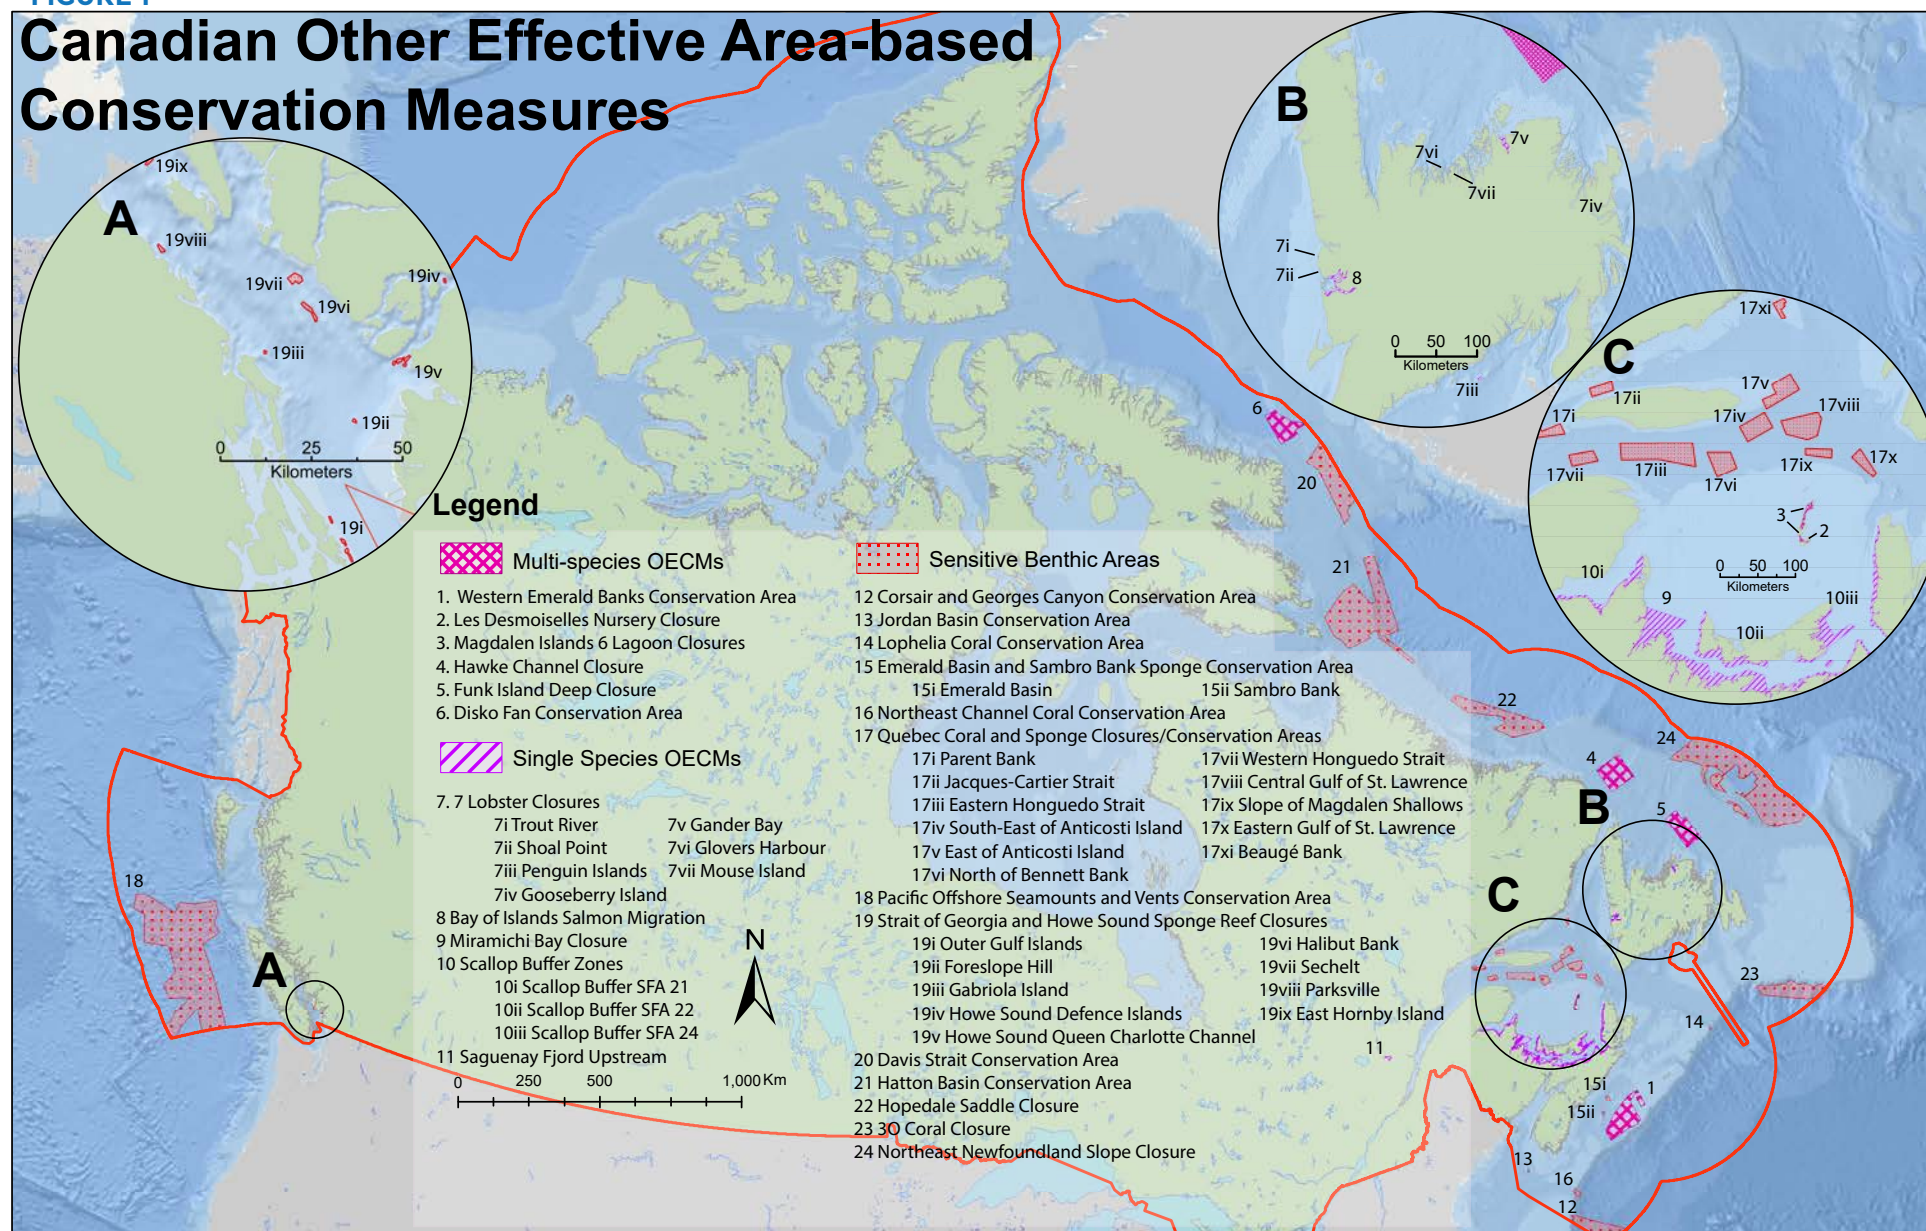 FIGURE 1
Canadian Other Effective Area-based
Conservation Measures
A
19ix
19viii
19vii
19vi
19iv
19iii
19v
19ii
0 25 50
Kilometers
19i
B
7v
7vi
7vii
7iv
7i
7ii
8
0 50 100
Kilometers
7iii
C
17xi
17ii
17v
17i
17iv
17viii
17vii
17iii
17vi
17ix
17x
3
2
0 50 100
Kilometers
10i
9
10iii
10ii
6
20
21
22
24
4
5
B
C
23
14
11
15i
15ii
1
13
16
12
18
A
Legend
Multi-species OECMs
1. Western Emerald Banks Conservation Area
2. Les Desmoiselles Nursery Closure
3. Magdalen Islands 6 Lagoon Closures
4. Hawke Channel Closure
5. Funk Island Deep Closure
6. Disko Fan Conservation Area
Single Species OECMs
7. 7 Lobster Closures
7i Trout River 7v Gander Bay
7ii Shoal Point 7vi Glovers Harbour
7iii Penguin Islands 7vii Mouse Island
7iv Gooseberry Island
8 Bay of Islands Salmon Migration
9 Miramichi Bay Closure
10 Scallop Buffer Zones
10i Scallop Buffer SFA 21
10ii Scallop Buffer SFA 22
10iii Scallop Buffer SFA 24
11 Saguenay Fjord Upstream
N
0 250 500 1,000 Km
Sensitive Benthic Areas
12 Corsair and Georges Canyon Conservation Area
13 Jordan Basin Conservation Area
14 Lophelia Coral Conservation Area
15 Emerald Basin and Sambro Bank Sponge Conservation Area
15i Emerald Basin 15ii Sambro Bank
16 Northeast Channel Coral Conservation Area
17 Quebec Coral and Sponge Closures/Conservation Areas
17i Parent Bank 17vii Western Honguedo Strait
17ii Jacques-Cartier Strait 17viii Central Gulf of St. Lawrence
17iii Eastern Honguedo Strait 17ix Slope of Magdalen Shallows
17iv South-East of Anticosti Island 17x Eastern Gulf of St. Lawrence
17v East of Anticosti Island 17xi Beaugé Bank
17vi North of Bennett Bank
18 Pacific Offshore Seamounts and Vents Conservation Area
19 Strait of Georgia and Howe Sound Sponge Reef Closures
19i Outer Gulf Islands 19vi Halibut Bank
19ii Foreslope Hill 19vii Sechelt
19iii Gabriola Island 19viii Parksville
19iv Howe Sound Defence Islands 19ix East Hornby Island
19v Howe Sound Queen Charlotte Channel
20 Davis Strait Conservation Area
21 Hatton Basin Conservation Area
22 Hopedale Saddle Closure
23 3O Coral Closure
24 Northeast Newfoundland Slope Closure